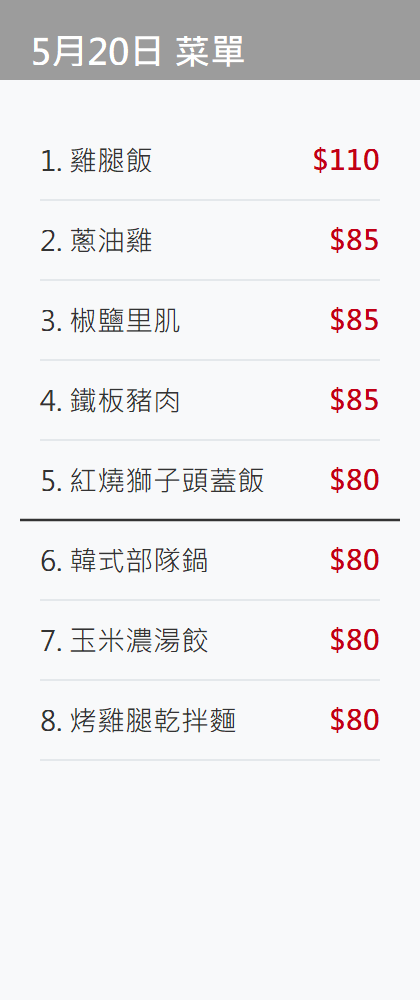 5月20日 菜單
1. 雞腿飯 $110
2. 蔥油雞 $85
3. 椒鹽里肌 $85
4. 鐵板豬肉 $85
5. 紅燒獅子頭蓋飯 $80
6. 韓式部隊鍋 $80
7. 玉米濃湯餃 $80
8. 烤雞腿乾拌麵 $80